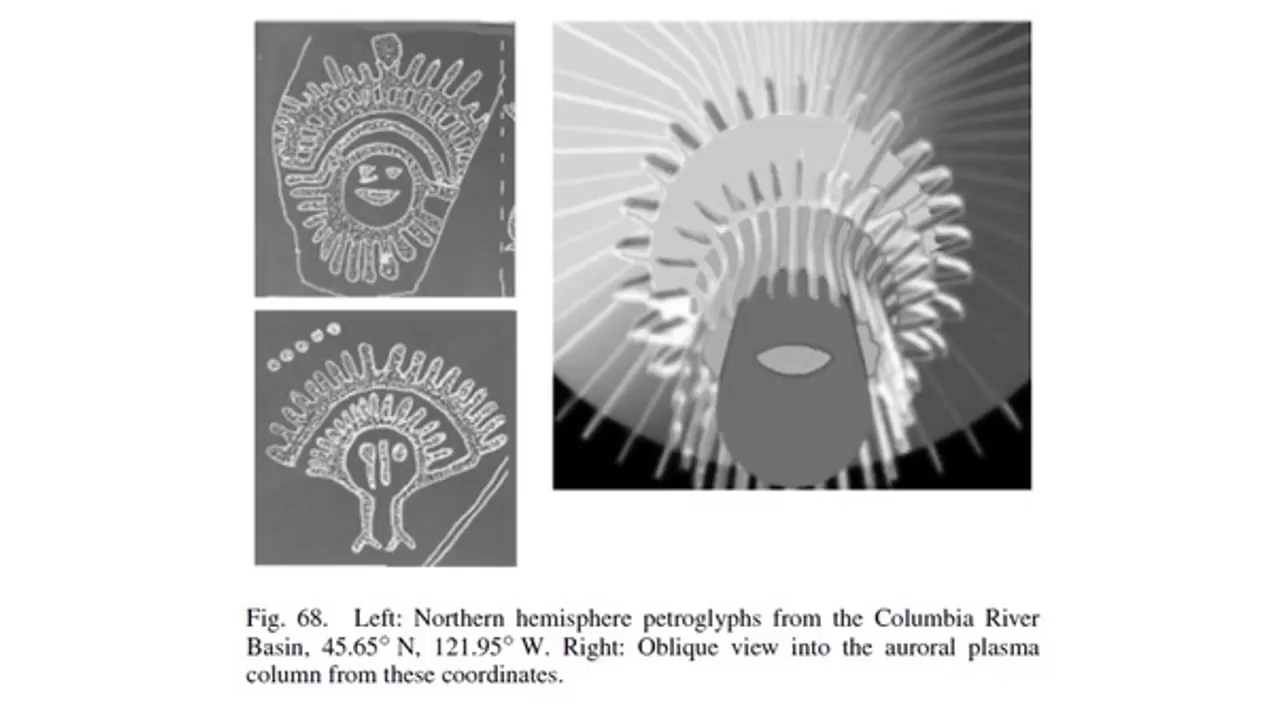 Fig. 68. Left: Northern hemisphere petroglyphs from the Columbia River
Basin, 45.65° N, 121.95° W. Right: Oblique view into the auroral plasma
column from these coordinates.